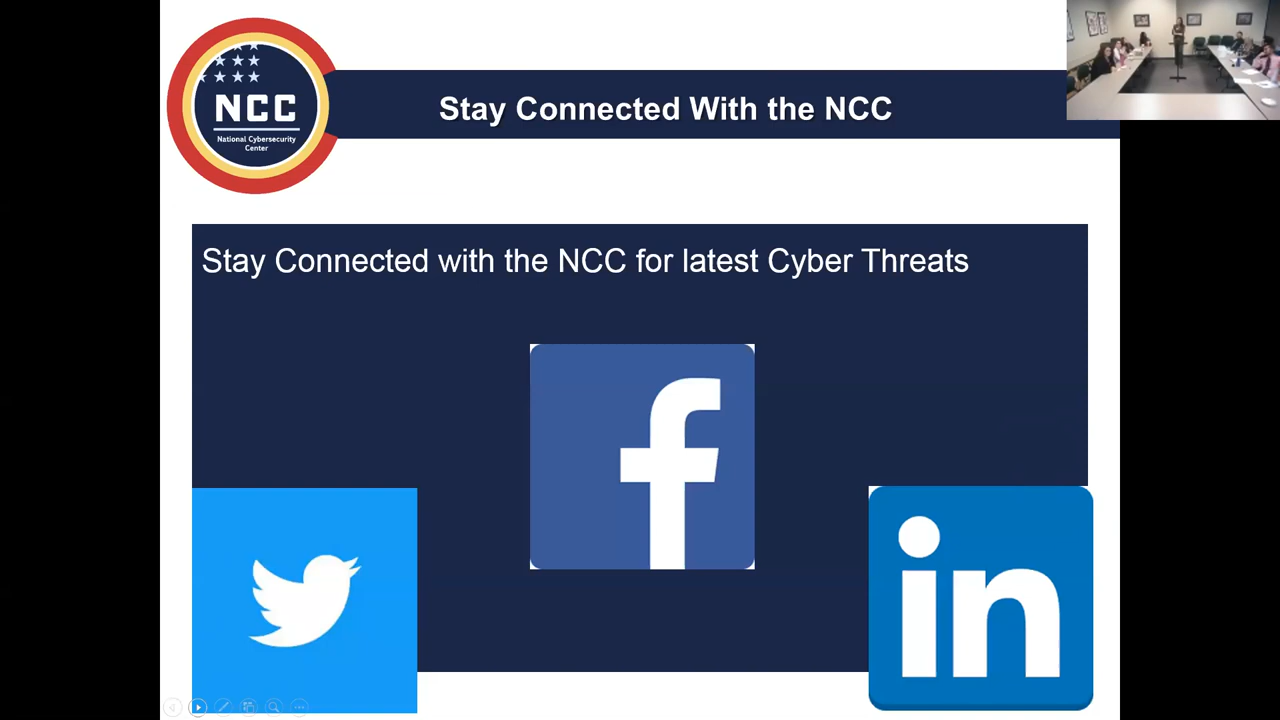 NCC
National Cybersecurity
Center
Stay Connected With the NCC
Stay Connected with the NCC for latest Cyber Threats
f
in